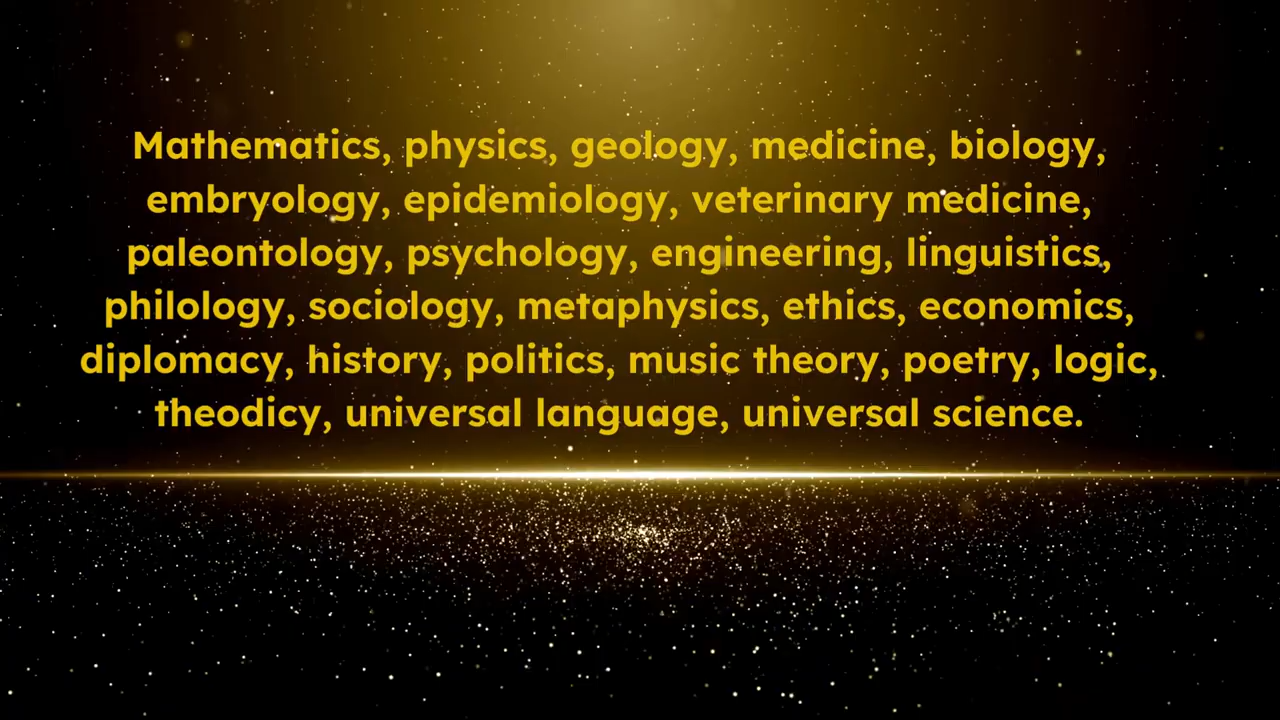 Mathematics, physics, geology, medicine, biology,
embryology, epidemiology, veterinary medicine,
paleontology, psychology, engineering, linguistics,
philology, sociology, metaphysics, ethics, economics,
diplomacy, history, politics, music theory, poetry, logic,
theodicy, universal language, universal science.